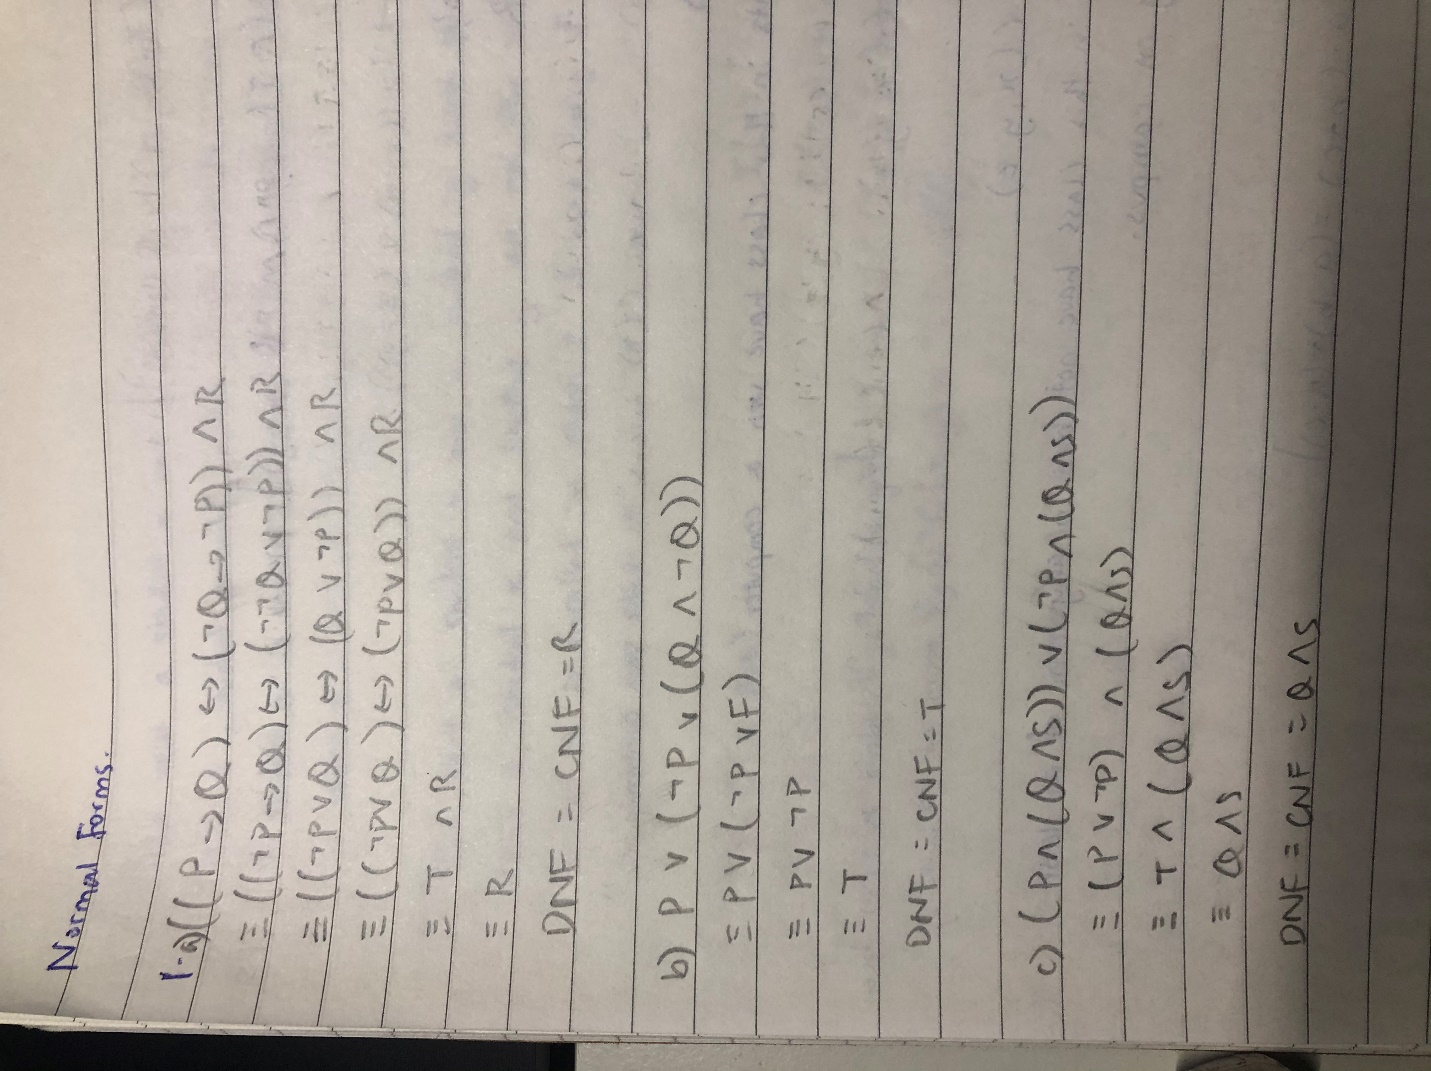 Normal Forms.
1.a) ((P → Q) ↔ (¬Q → ¬P)) ∧ R
≡ ((¬P → Q) ↔ (¬¬Q ∨ ¬P)) ∧ R
≡ ((¬P ∨ Q) ↔ (Q ∨ ¬P)) ∧ R
≡ ((¬P ∨ Q) ↔ (¬P ∨ Q)) ∧ R
≡ T ∧ R
≡ R
DNF = CNF = R
b) P ∨ (¬P ∨ (Q ∧ ¬Q))
≡ P ∨ (¬P ∨ F)
≡ P ∨ ¬P
≡ T
DNF = CNF = T
c) (P ∧ (Q ∧ S)) ∨ (¬P ∧ (Q ∧ S))
≡ (P ∨ ¬P) ∧ (Q ∧ S)
≡ T ∧ (Q ∧ S)
≡ Q ∧ S
DNF = CNF = Q ∧ S